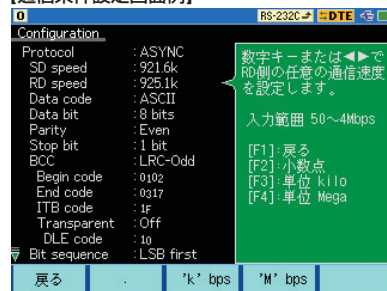 【通信条件設定画面例】
0
RS-232C DTE
Configuration
Protocol :ASYNC
SD speed :921.6k
RD speed :925.1k
Data code :ASCII
Data bit :8 bits
Parity :Even
Stop bit :1 bit
BCC :LRC-Odd
Begin code :0102
End code :0317
ITB code :1F
Transparent :Off
DLE code :10
Bit sequence :LSB first
数字キーまたは◀▶で
RD側の任意の通信速度
を設定します。
入力範囲 50~4Mbps
[F1]:戻る
[F2]:小数点
[F3]:単位 kilo
[F4]:単位 Mega
戻る . 'k' bps 'M' bps